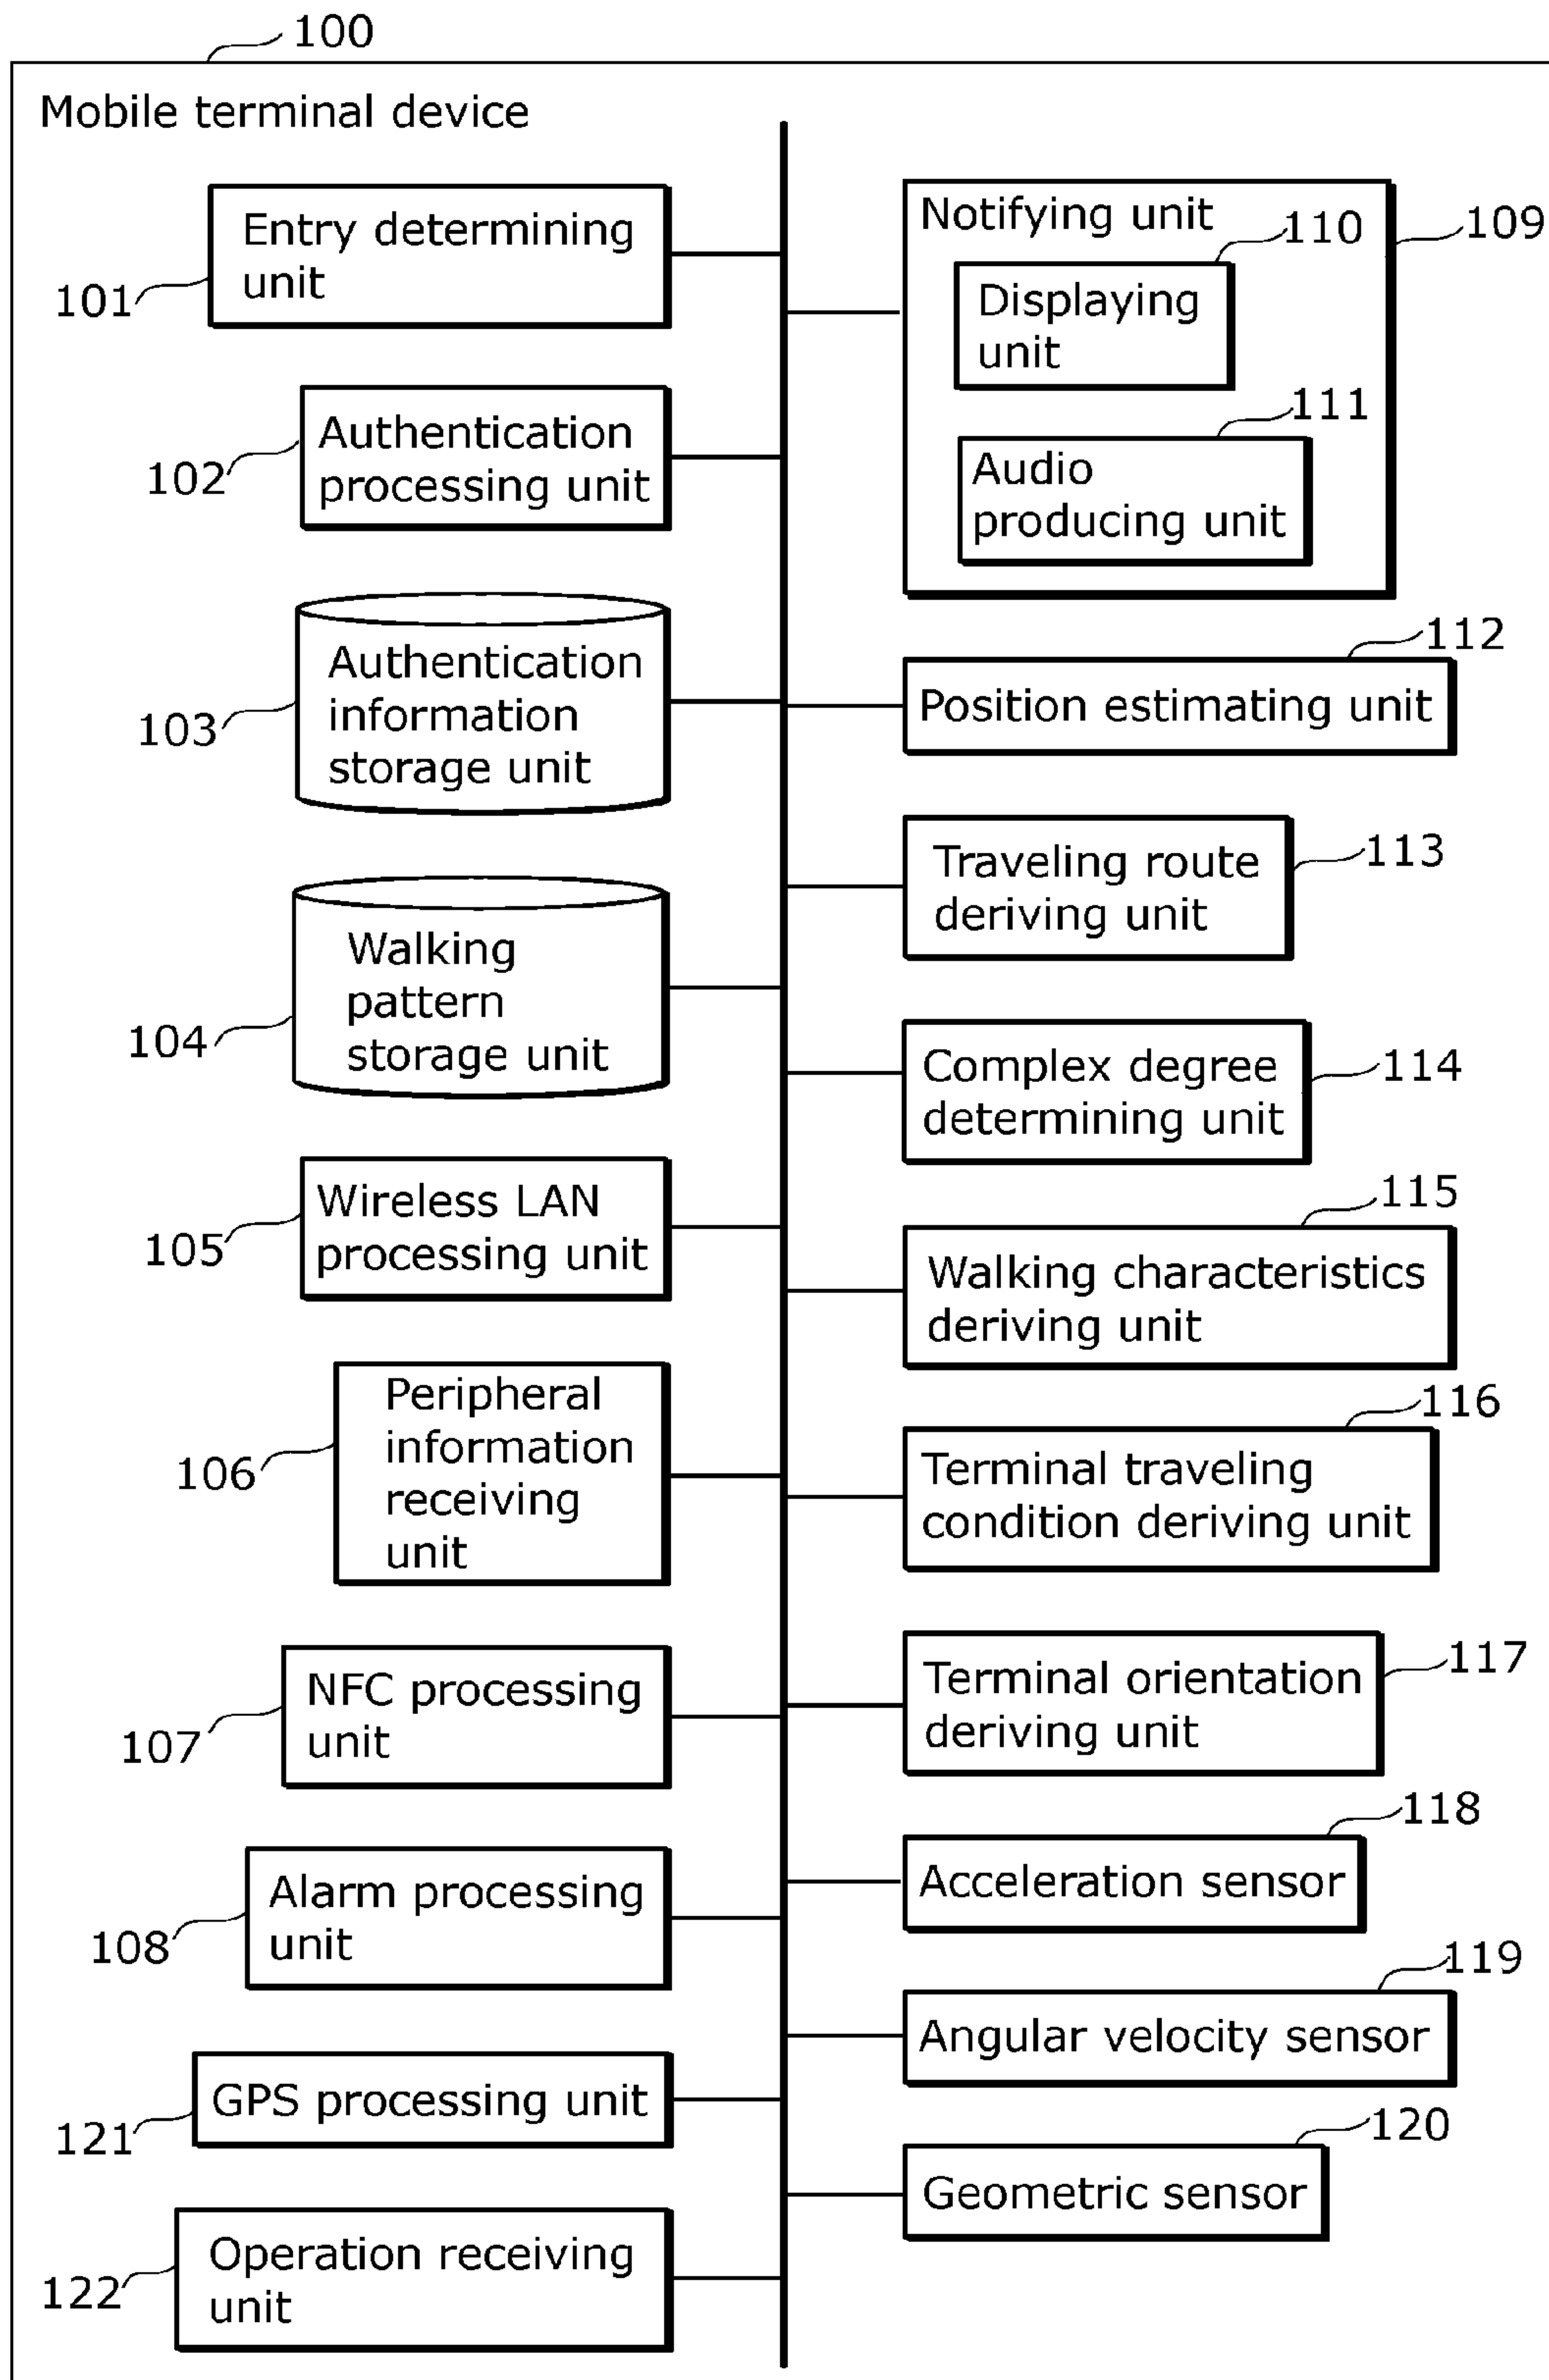 100
Mobile terminal device
Entry determining
unit
101
Authentication
processing unit
102
Authentication
information
storage unit
103
Walking
pattern
storage unit
104
Wireless LAN
processing unit
105
Peripheral
information
receiving
unit
106
NFC processing
unit
107
Alarm processing
unit
108
GPS processing unit
121
Operation receiving
unit
122
Notifying unit
109
110
Displaying
unit
111
Audio
producing unit
112
Position estimating unit
113
Traveling route
deriving unit
114
Complex degree
determining unit
115
Walking characteristics
deriving unit
116
Terminal traveling
condition deriving unit
117
Terminal orientation
deriving unit
118
Acceleration sensor
119
Angular velocity sensor
120
Geometric sensor